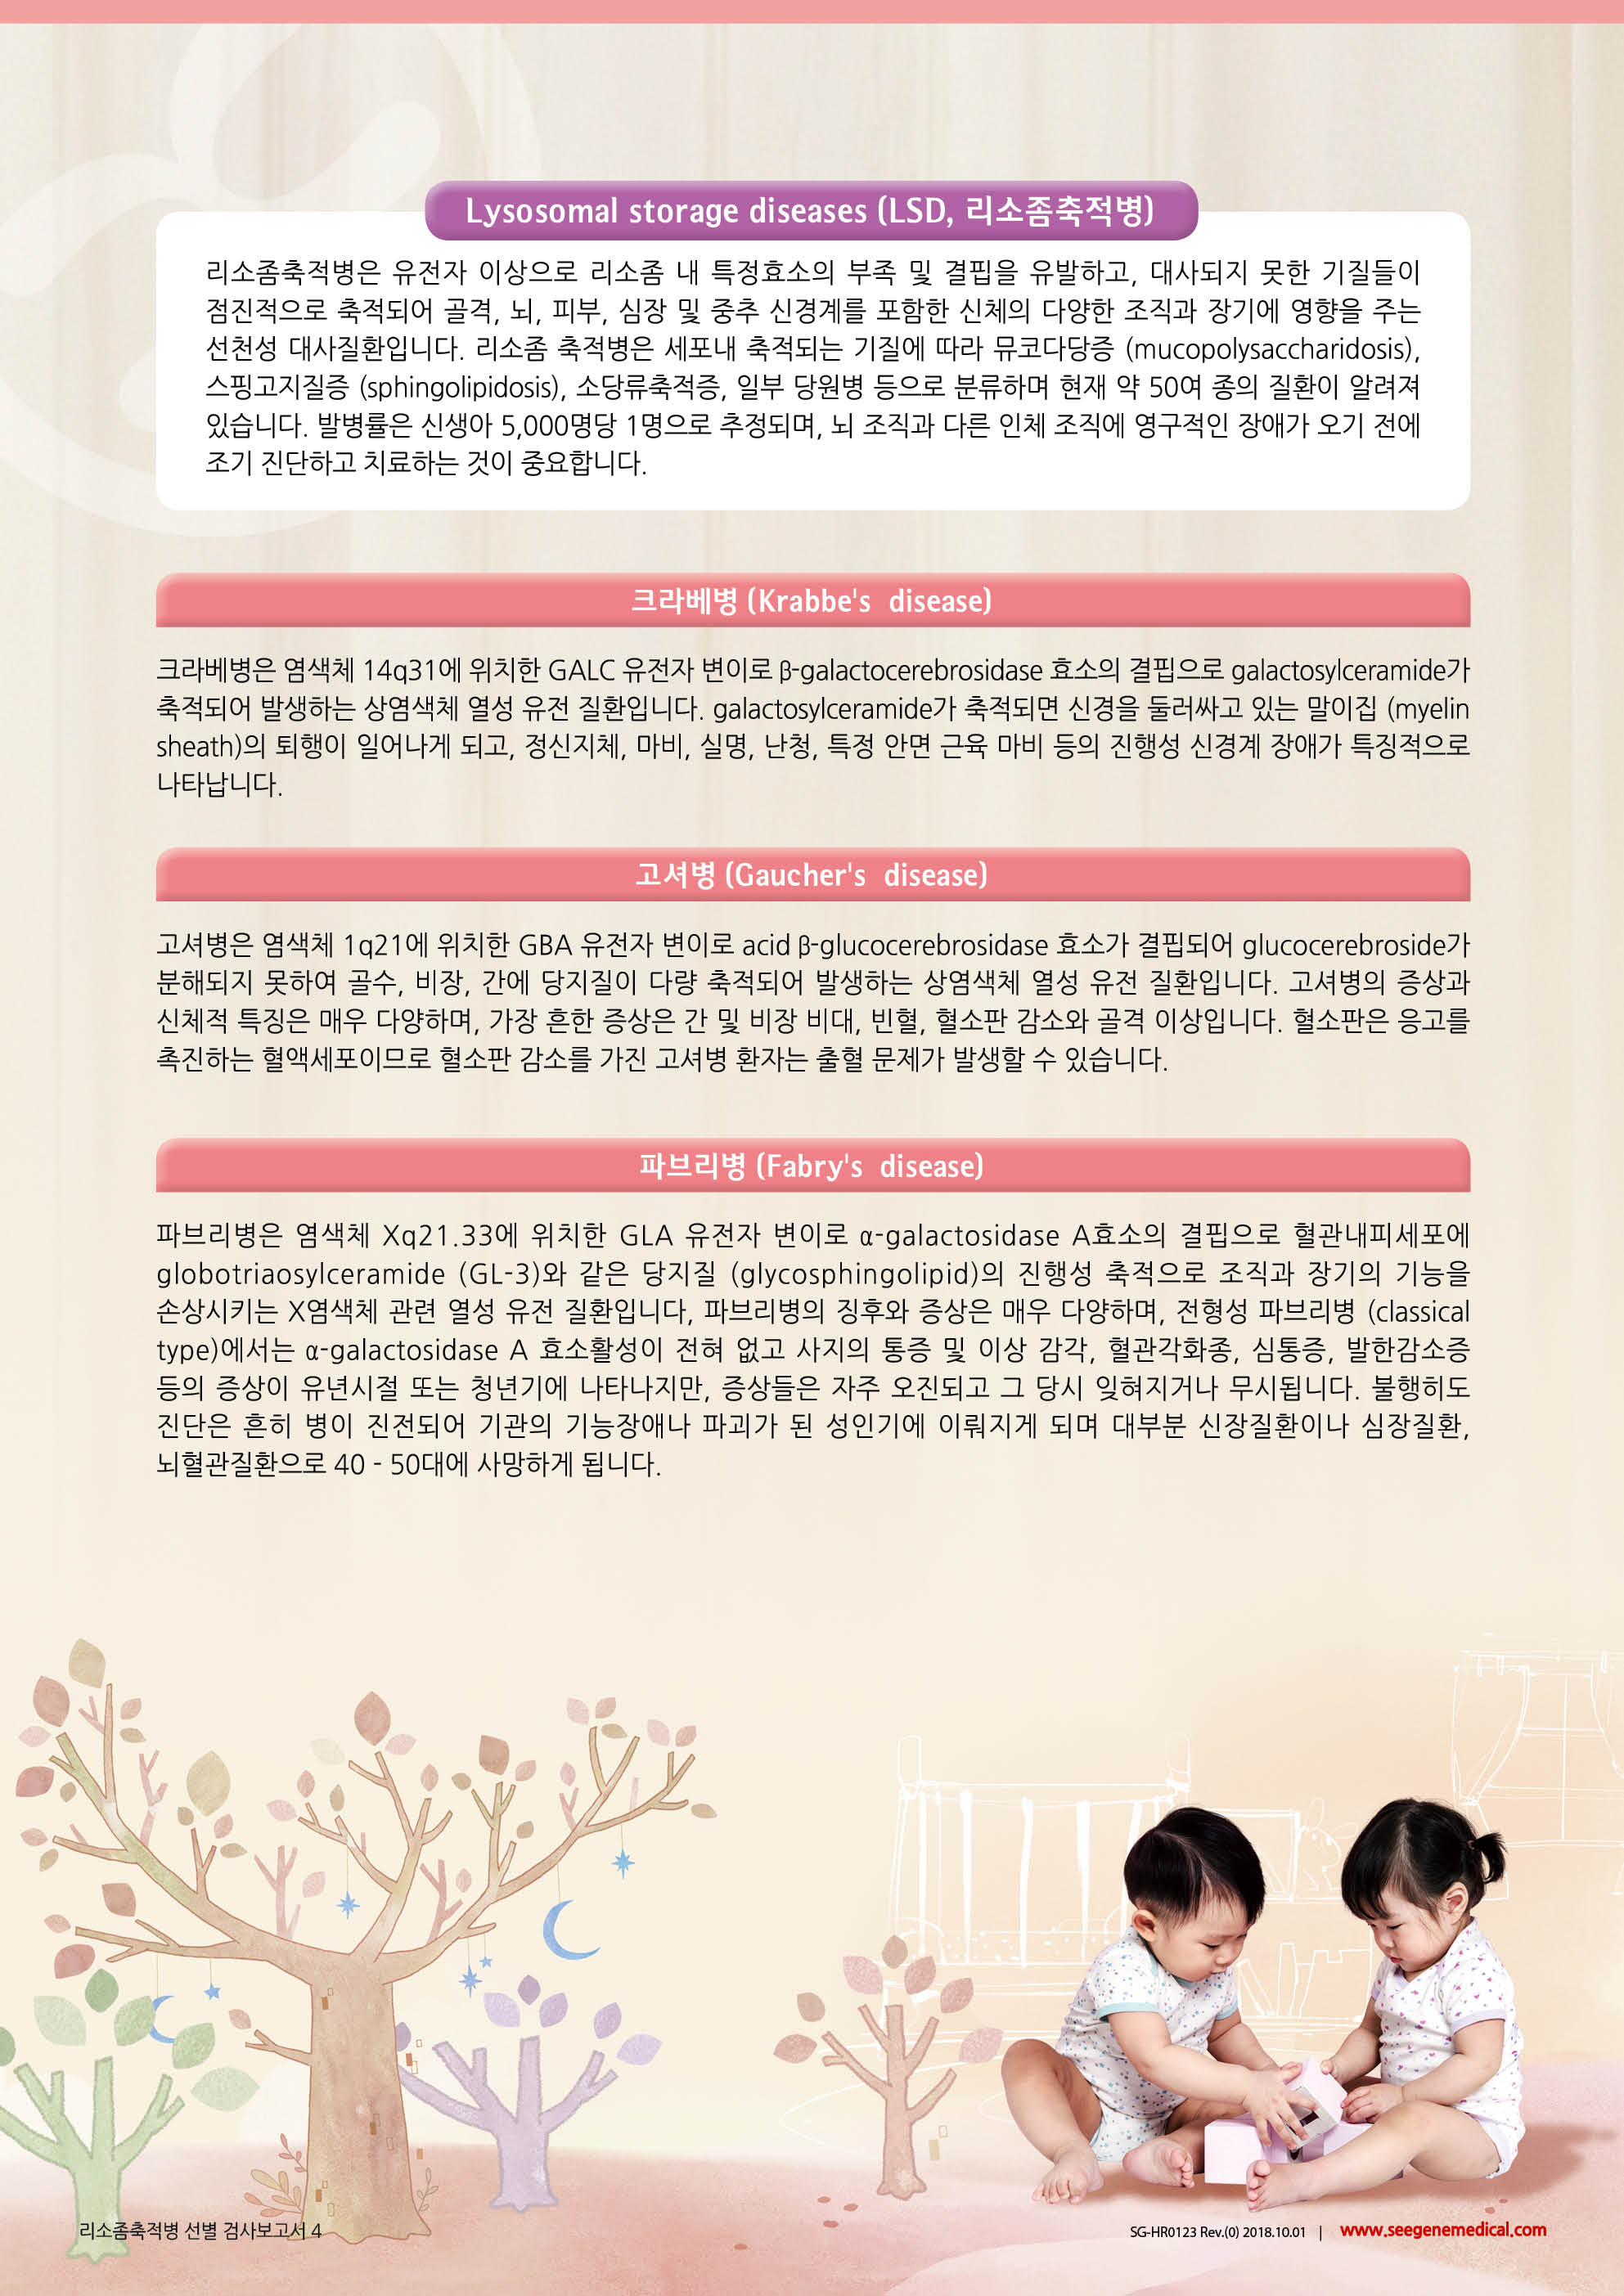 Lysosomal storage diseases (LSD, 리소좀축적병)
리소좀축적병은 유전자 이상으로 리소좀 내 특정효소의 부족 및 결핍을 유발하고, 대사되지 못한 기질들이
점진적으로 축적되어 골격, 뇌, 피부, 심장 및 중추 신경계를 포함한 신체의 다양한 조직과 장기에 영향을 주는
선천성 대사질환입니다. 리소좀 축적병은 세포내 축적되는 기질에 따라 뮤코다당증 (mucopolysaccharidosis),
스핑고지질증 (sphingolipidosis), 소당류축적증, 일부 당원병 등으로 분류하며 현재 약 50여 종의 질환이 알려져
있습니다. 발병률은 신생아 5,000명당 1명으로 추정되며, 뇌 조직과 다른 인체 조직에 영구적인 장애가 오기 전에
조기 진단하고 치료하는 것이 중요합니다.
크라베병 (Krabbe's disease)
크라베병은 염색체 14q31에 위치한 GALC 유전자 변이로 β-galactocerebrosidase 효소의 결핍으로 galactosylceramide가
축적되어 발생하는 상염색체 열성 유전 질환입니다. galactosylceramide가 축적되면 신경을 둘러싸고 있는 말이집 (myelin
sheath)의 퇴행이 일어나게 되고, 정신지체, 마비, 실명, 난청, 특정 안면 근육 마비 등의 진행성 신경계 장애가 특징적으로
나타납니다.
고셔병 (Gaucher's disease)
고셔병은 염색체 1q21에 위치한 GBA 유전자 변이로 acid β-glucocerebrosidase 효소가 결핍되어 glucocerebroside가
분해되지 못하여 골수, 비장, 간에 당지질이 다량 축적되어 발생하는 상염색체 열성 유전 질환입니다. 고셔병의 증상과
신체적 특징은 매우 다양하며, 가장 흔한 증상은 간 및 비장 비대, 빈혈, 혈소판 감소와 골격 이상입니다. 혈소판은 응고를
촉진하는 혈액세포이므로 혈소판 감소를 가진 고셔병 환자는 출혈 문제가 발생할 수 있습니다.
파브리병 (Fabry's disease)
파브리병은 염색체 Xq21.33에 위치한 GLA 유전자 변이로 α-galactosidase A효소의 결핍으로 혈관내피세포에
globotriaosylceramide (GL-3)와 같은 당지질 (glycosphingolipid)의 진행성 축적으로 조직과 장기의 기능을
손상시키는 X염색체 관련 열성 유전 질환입니다, 파브리병의 징후와 증상은 매우 다양하며, 전형성 파브리병 (classical
type)에서는 α-galactosidase A 효소활성이 전혀 없고 사지의 통증 및 이상 감각, 혈관각화종, 심통증, 발한감소증
등의 증상이 유년시절 또는 청년기에 나타나지만, 증상들은 자주 오진되고 그 당시 잊혀지거나 무시됩니다. 불행히도
진단은 흔히 병이 진전되어 기관의 기능장애나 파괴가 된 성인기에 이뤄지게 되며 대부분 신장질환이나 심장질환,
뇌혈관질환으로 40 - 50대에 사망하게 됩니다.
리소좀축적병 선별 검사보고서 4
SG-HR0123 Rev.(0) 2018.10.01 | www.seegenemedical.com